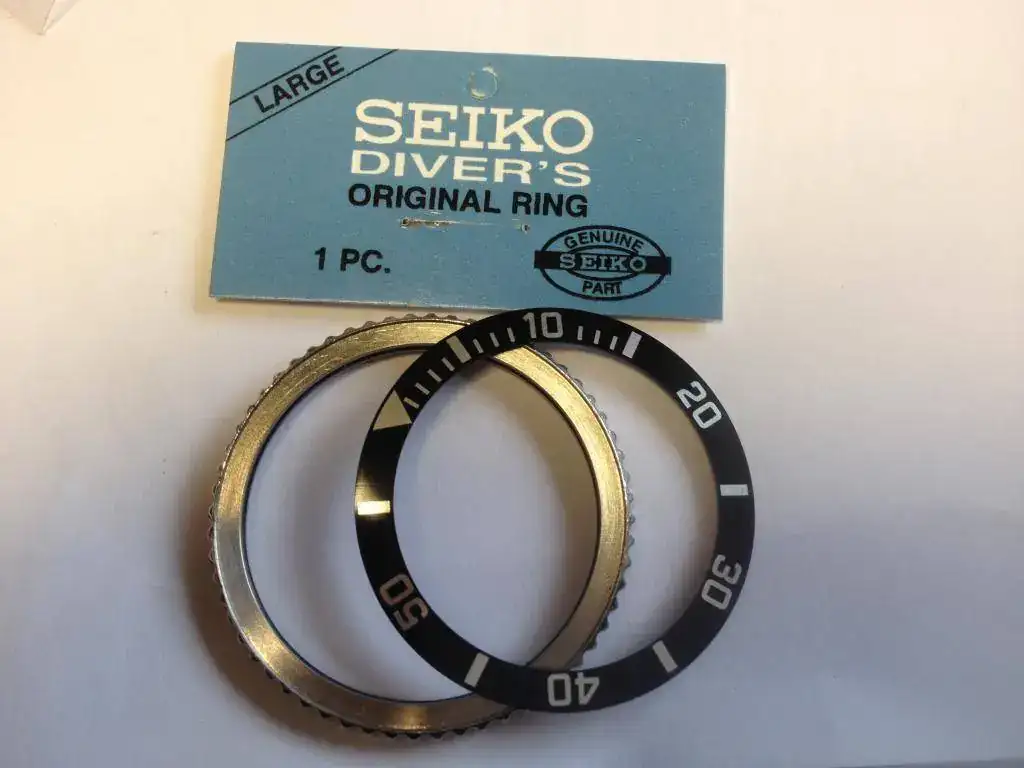 LARGE
SEIKO
DIVER'S
ORIGINAL RING
1 PC.
GENUINE
SEIKO
PART
10
20
30
40
50